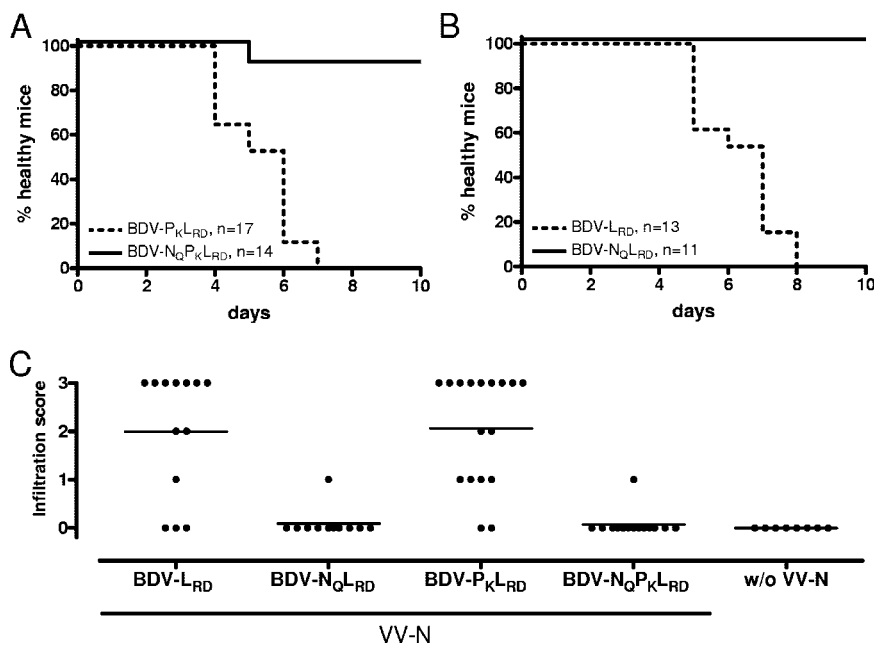 A
% healthy mice
100
80
60
40
20
0
BDV-PKLRD, n=17
BDV-NQPKLRD, n=14
0 2 4 6 8 10
days
B
% healthy mice
100
80
60
40
20
0
BDV-LRD, n=13
BDV-NQLRD, n=11
0 2 4 6 8 10
days
C
Infiltration score
3
2
1
0
BDV-LRD BDV-NQLRD BDV-PKLRD BDV-NQPKLRD w/o VV-N
VV-N